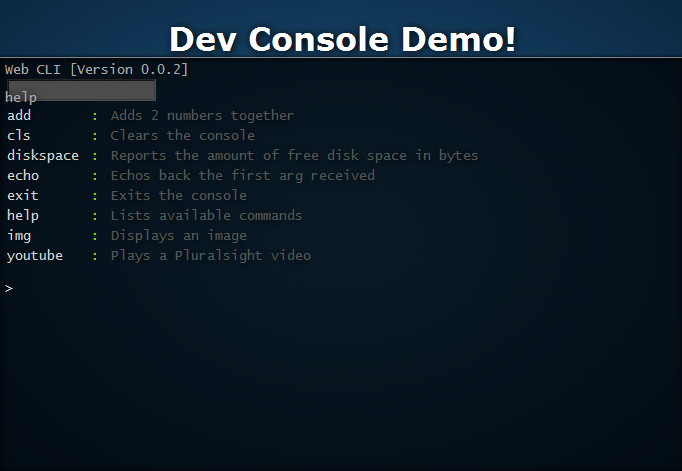 Dev Console Demo!
Web CLI [Version 0.0.2]
help
add : Adds 2 numbers together
cls : Clears the console
diskspace : Reports the amount of free disk space in bytes
echo : Echos back the first arg received
exit : Exits the console
help : Lists available commands
img : Displays an image
youtube : Plays a Pluralsight video
>